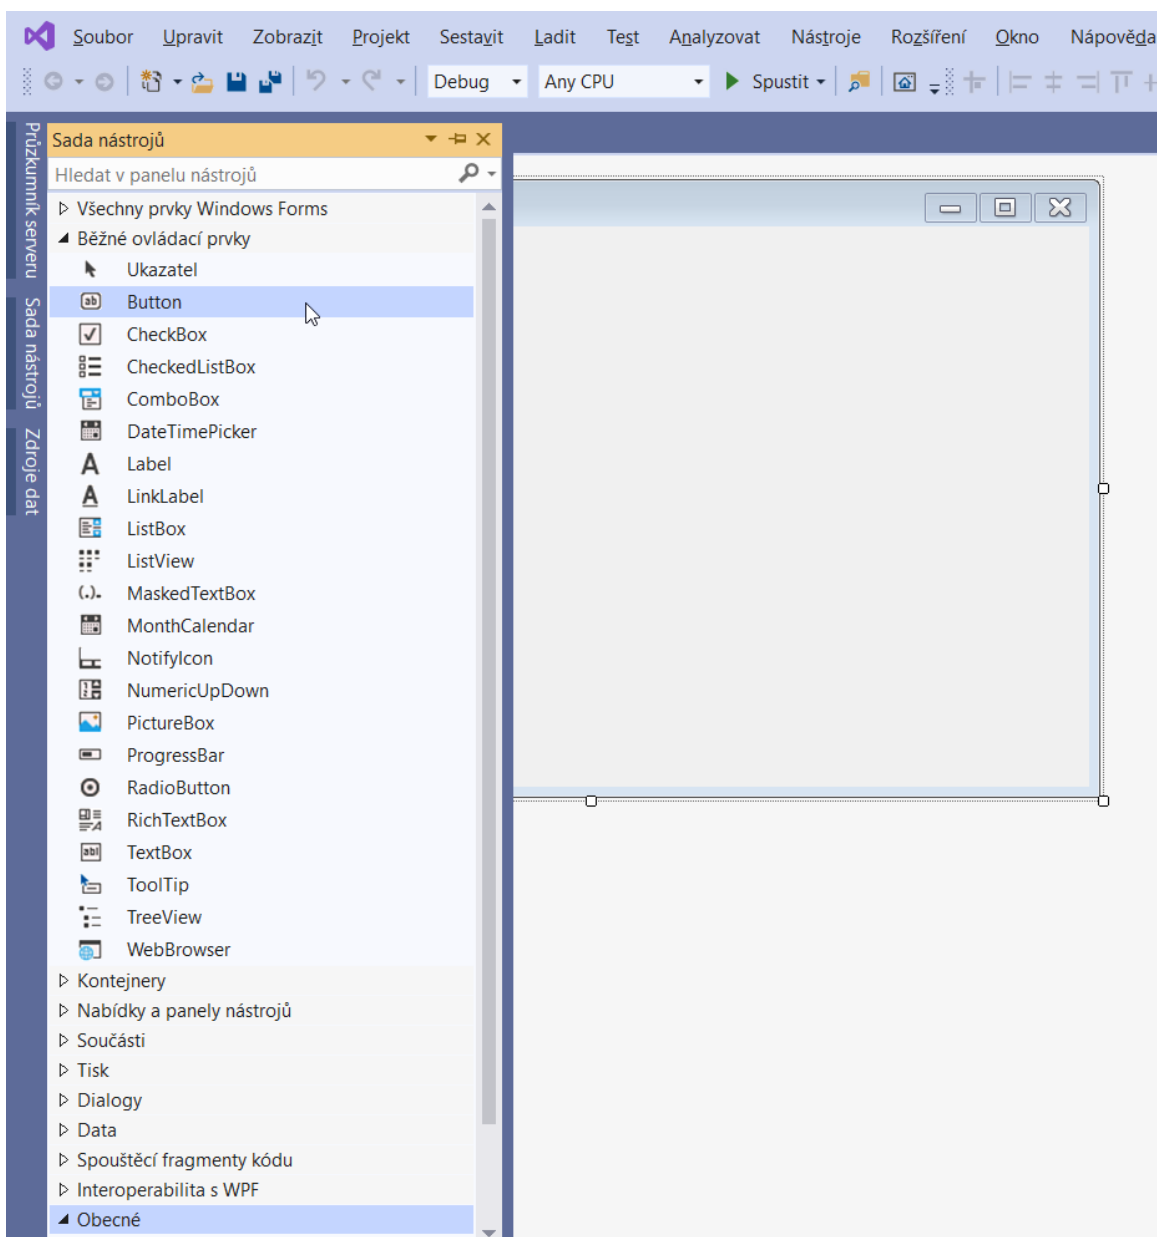 Soubor Upravit Zobrazit Projekt Sestavit Ladit Test Analyzovat Nástroje Rozšíření Okno Nápověda
Debug Any CPU Spustit
Průzkumník serveru
Sada nástrojů
Zdroje dat
Sada nástrojů
Hledat v panelu nástrojů
Všechny prvky Windows Forms
Běžné ovládací prvky
Ukazatel
Button
CheckBox
CheckedListBox
ComboBox
DateTimePicker
Label
LinkLabel
ListBox
ListView
MaskedTextBox
MonthCalendar
NotifyIcon
NumericUpDown
PictureBox
ProgressBar
RadioButton
RichTextBox
TextBox
ToolTip
TreeView
WebBrowser
Kontejnery
Nabídky a panely nástrojů
Součásti
Tisk
Dialogy
Data
Spouštěcí fragmenty kódu
Interoperabilita s WPF
Obecné